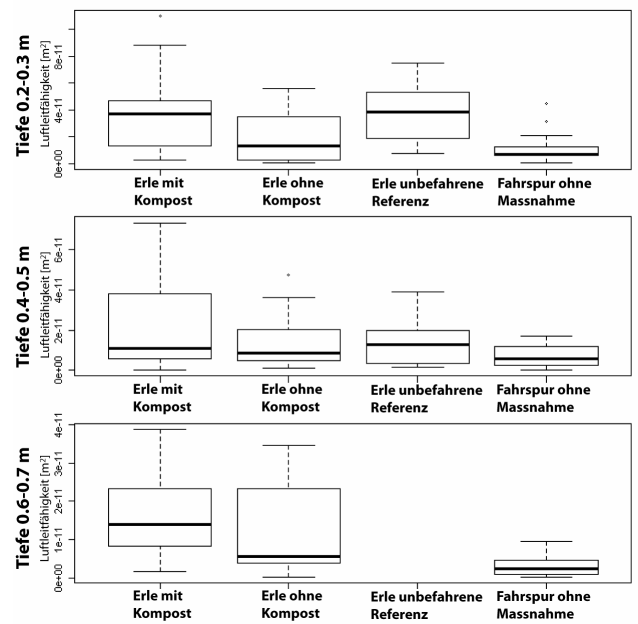 Tiefe 0.2-0.3 m
Luftleitfähigkeit [m²]
8e-11
4e-11
0e+00
Erle mit
Kompost
Erle ohne
Kompost
Erle unbefahrene
Referenz
Fahrspur ohne
Massnahme
Tiefe 0.4-0.5 m
Luftleitfähigkeit [m²]
6e-11
4e-11
2e-11
0e+00
Erle mit
Kompost
Erle ohne
Kompost
Erle unbefahrene
Referenz
Fahrspur ohne
Massnahme
Tiefe 0.6-0.7 m
Luftleitfähigkeit [m²]
4e-11
3e-11
2e-11
1e-11
0e+00
Erle mit
Kompost
Erle ohne
Kompost
Erle unbefahrene
Referenz
Fahrspur ohne
Massnahme